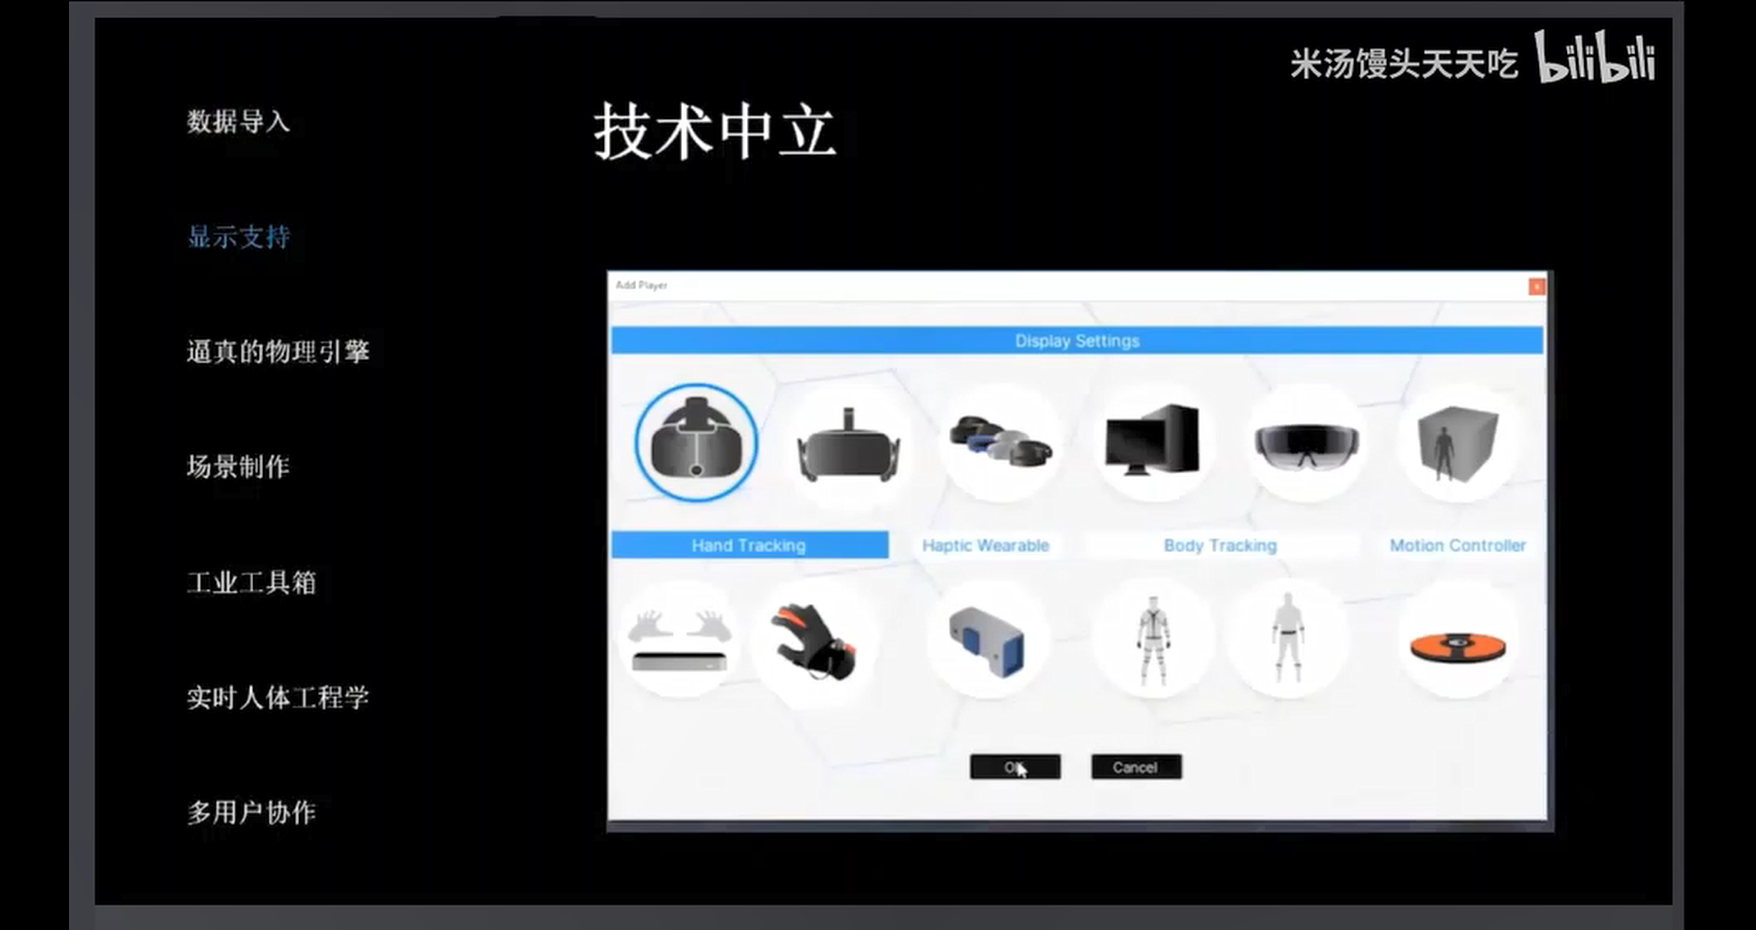 米汤馒头天天吃 bilibili
技术中立
数据导入
显示支持
逼真的物理引擎
场景制作
工业工具箱
实时人体工程学
多用户协作
Add Player
Display Settings
Hand Tracking
Haptic Wearable
Body Tracking
Motion Controller
Cancel